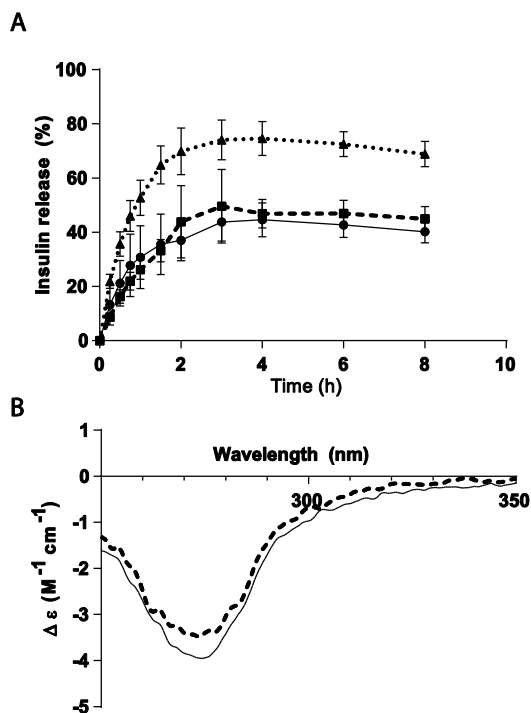 A
100
80
60
40
20
0
Insulin release (%)
0 2 4 6 8 10
Time (h)
B
1
0
-1
-2
-3
-4
-5
Δ ε (M⁻¹ cm⁻¹)
Wavelength (nm)
300 350